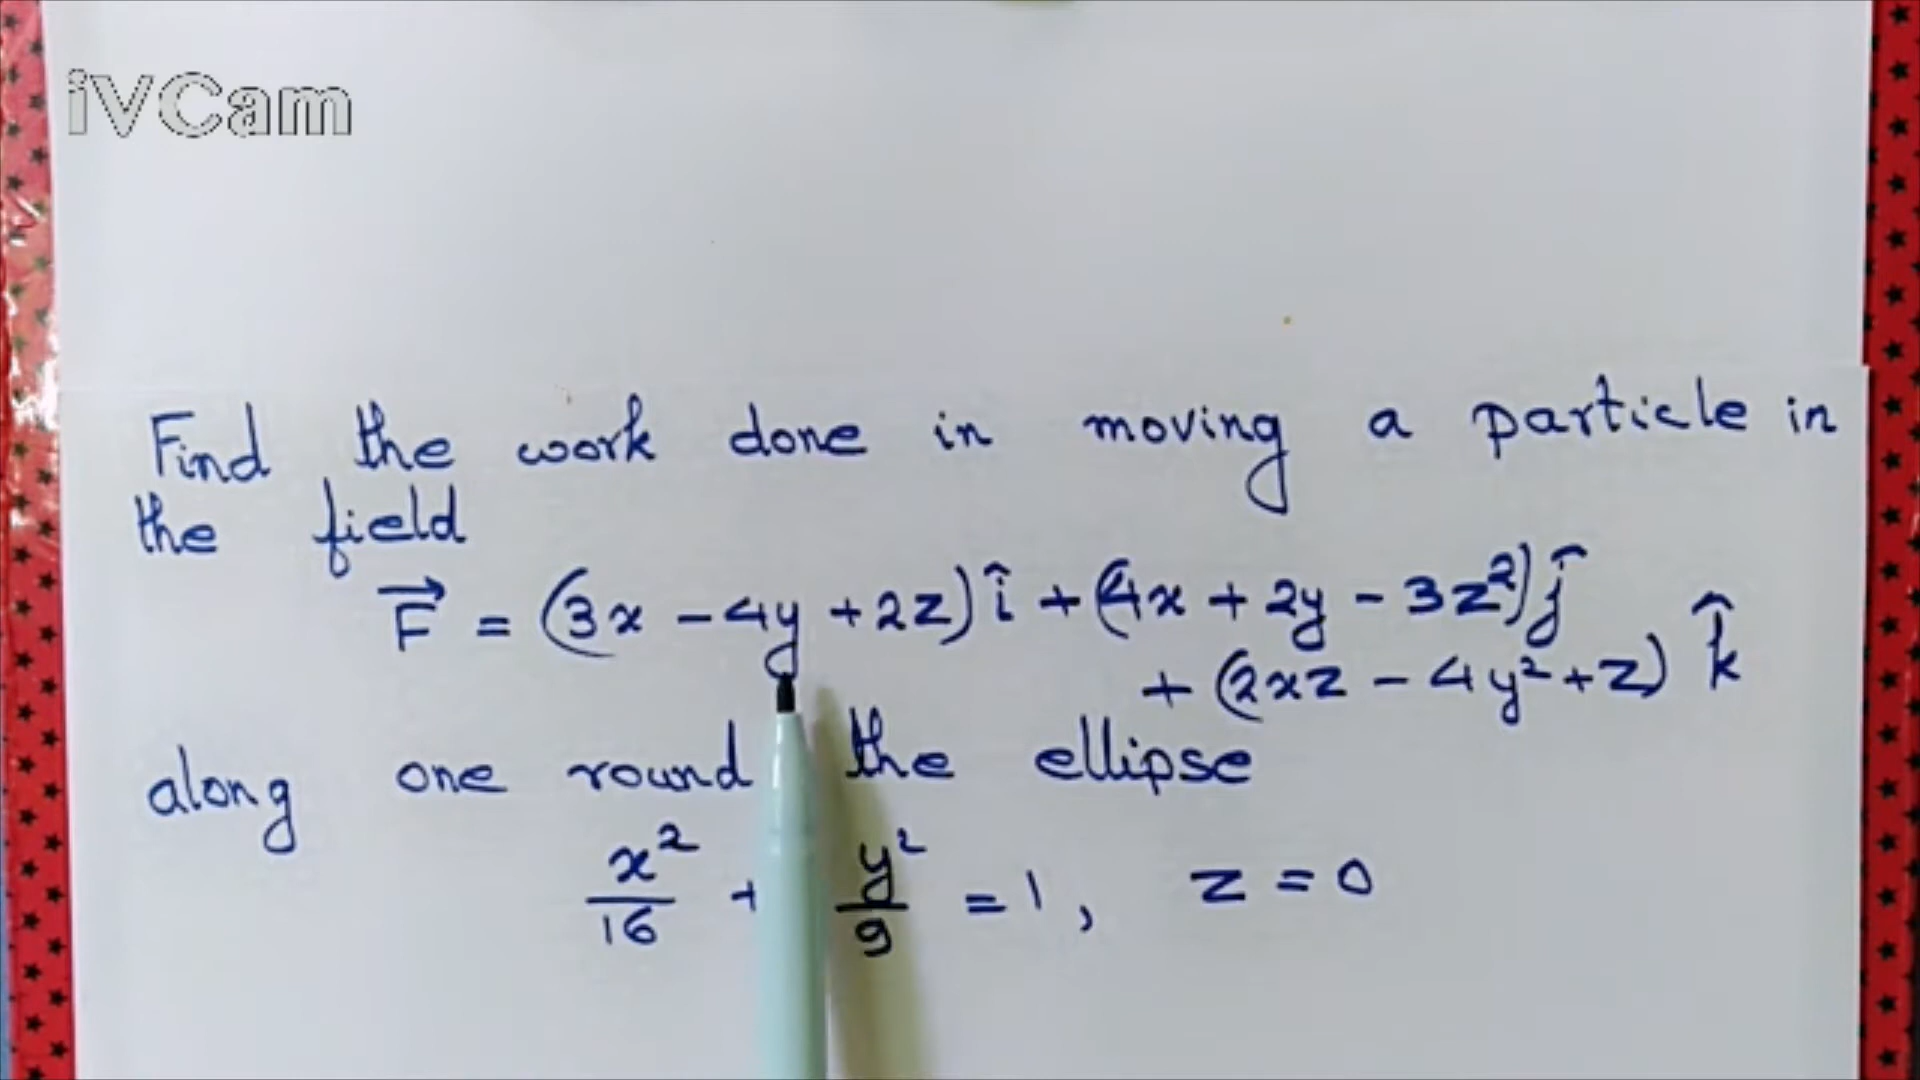 iVCam
Find the work done in moving a particle in
the field
F⃗ = (3x - 4y + 2z) î + (4x + 2y - 3z²) ĵ
+ (2xz - 4y² + z) k̂
along one round the ellipse
x²/16 + y²/9 = 1, z = 0